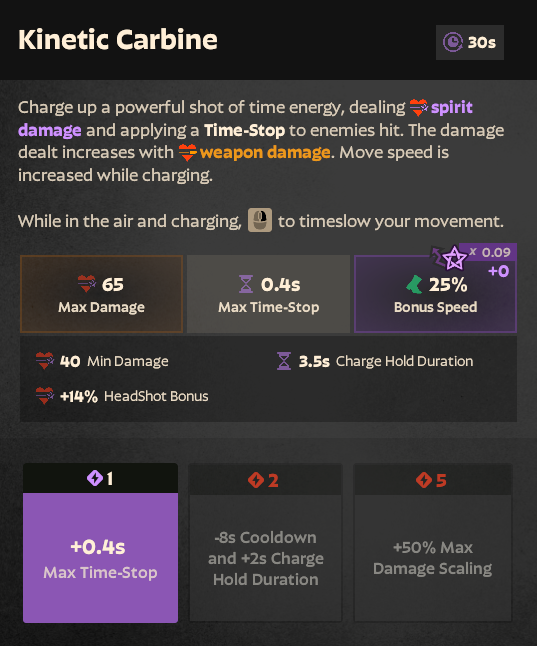 Kinetic Carbine
30s
Charge up a powerful shot of time energy, dealing spirit
damage and applying a Time-Stop to enemies hit. The damage
dealt increases with weapon damage. Move speed is
increased while charging.
While in the air and charging, to timeslow your movement.
x 0.09
+0
65
Max Damage
0.4s
Max Time-Stop
25%
Bonus Speed
40 Min Damage
3.5s Charge Hold Duration
+14% HeadShot Bonus
1
+0.4s
Max Time-Stop
2
-8s Cooldown
and +2s Charge
Hold Duration
5
+50% Max
Damage Scaling